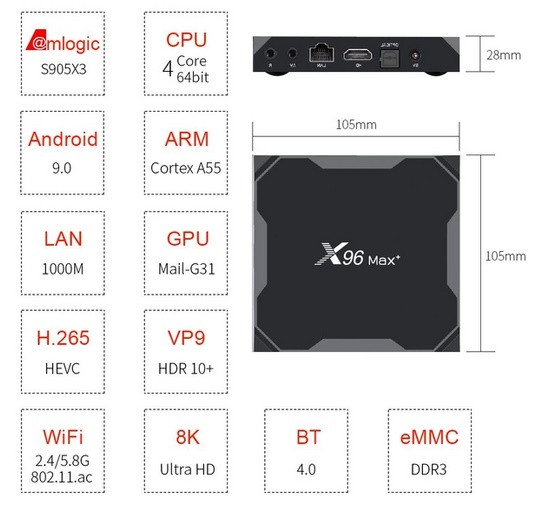 @mlogic
S905X3
CPU
4 Core 64bit
28mm
Android
9.0
ARM
Cortex A55
105mm
LAN
1000M
GPU
Mail-G31
X96 Max+
105mm
H.265
HEVC
VP9
HDR 10+
WiFi
2.4/5.8G
802.11.ac
8K
Ultra HD
BT
4.0
eMMC
DDR3